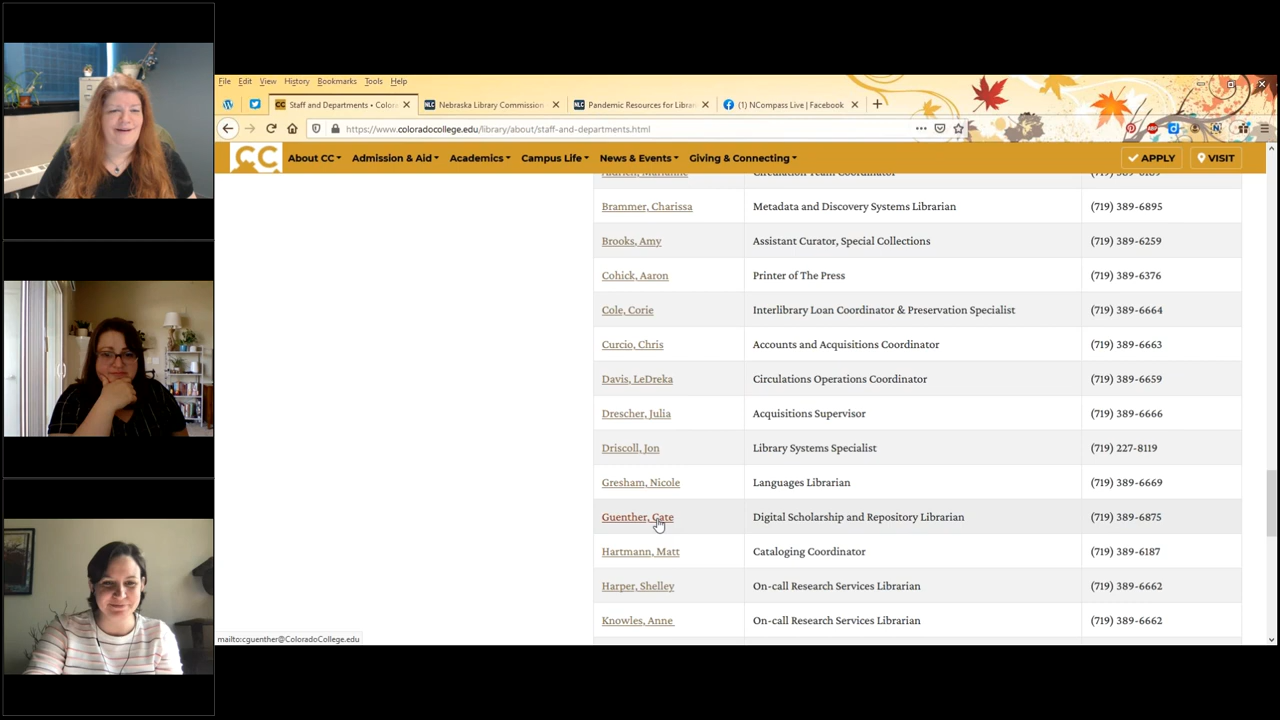 File Edit View History Bookmarks Tools Help
Staff and Departments • Colora
Nebraska Library Commission
Pandemic Resources for Librar
(1) NCompass Live | Facebook
https://www.coloradocollege.edu/library/about/staff-and-departments.html
CC About CC Admission & Aid Academics Campus Life News & Events Giving & Connecting APPLY VISIT
Brammer, Charissa Metadata and Discovery Systems Librarian (719) 389-6895
Brooks, Amy Assistant Curator, Special Collections (719) 389-6259
Cohick, Aaron Printer of The Press (719) 389-6376
Cole, Corie Interlibrary Loan Coordinator & Preservation Specialist (719) 389-6664
Curcio, Chris Accounts and Acquisitions Coordinator (719) 389-6663
Davis, LeDreka Circulations Operations Coordinator (719) 389-6659
Drescher, Julia Acquisitions Supervisor (719) 389-6666
Driscoll, Jon Library Systems Specialist (719) 227-8119
Gresham, Nicole Languages Librarian (719) 389-6669
Guenther, Cate Digital Scholarship and Repository Librarian (719) 389-6875
Hartmann, Matt Cataloging Coordinator (719) 389-6187
Harper, Shelley On-call Research Services Librarian (719) 389-6662
Knowles, Anne On-call Research Services Librarian (719) 389-6662
mailto:cguenther@ColoradoCollege.edu